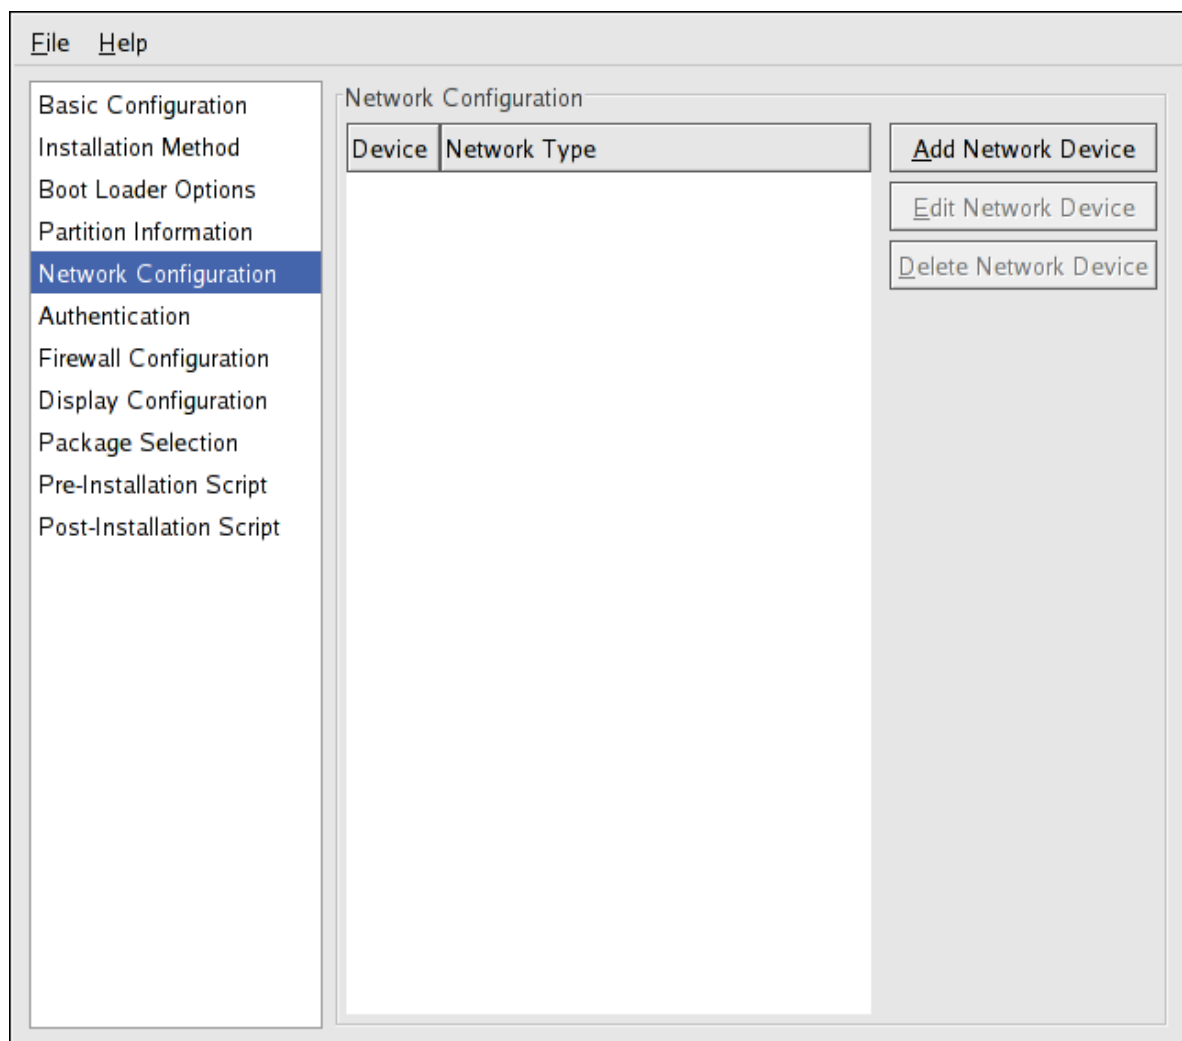 File Help
Basic Configuration
Installation Method
Boot Loader Options
Partition Information
Network Configuration
Authentication
Firewall Configuration
Display Configuration
Package Selection
Pre-Installation Script
Post-Installation Script
Network Configuration
Device Network Type
Add Network Device
Edit Network Device
Delete Network Device